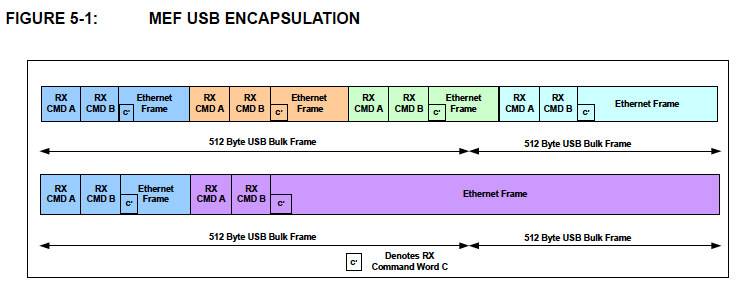 FIGURE 5-1: MEF USB ENCAPSULATION
RX CMD A
RX CMD B
C'
Ethernet Frame
RX CMD A
RX CMD B
C'
Ethernet Frame
RX CMD A
RX CMD B
C'
Ethernet Frame
RX CMD A
RX CMD B
C'
Ethernet Frame
512 Byte USB Bulk Frame
512 Byte USB Bulk Frame
RX CMD A
RX CMD B
C'
Ethernet Frame
RX CMD A
RX CMD B
C'
Ethernet Frame
512 Byte USB Bulk Frame
512 Byte USB Bulk Frame
C'
Denotes RX
Command Word C